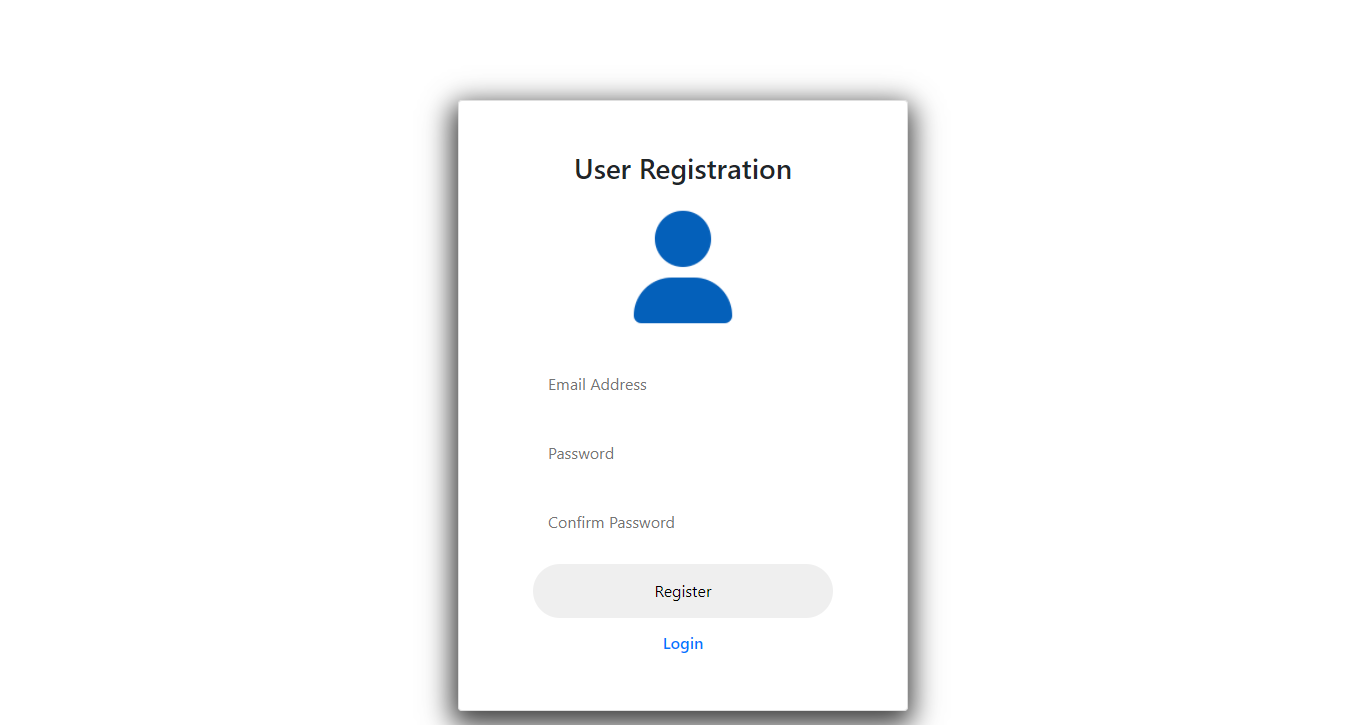 User Registration
Email Address
Password
Confirm Password
Register
Login